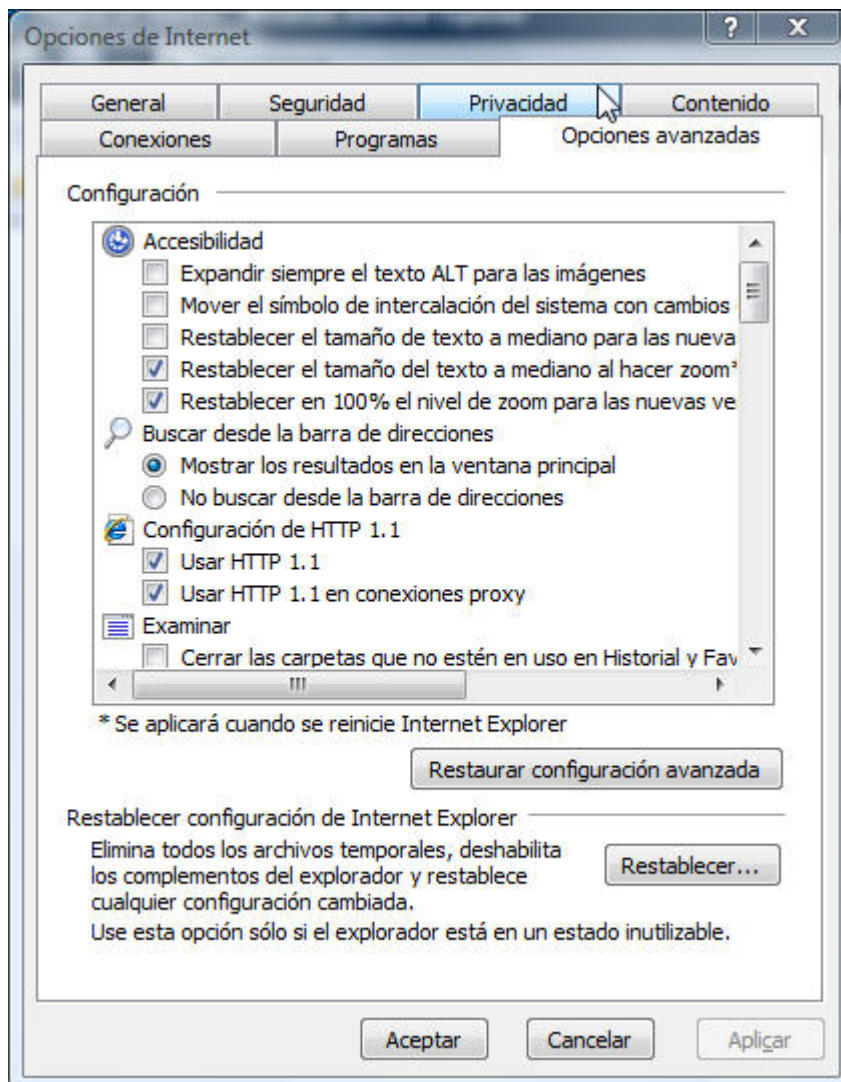 Opciones de Internet
General Seguridad Privacidad Contenido
Conexiones Programas Opciones avanzadas
Configuración
Accesibilidad
Expandir siempre el texto ALT para las imágenes
Mover el símbolo de intercalación del sistema con cambios
Restablecer el tamaño de texto a mediano para las nueva
Restablecer el tamaño del texto a mediano al hacer zoom*
Restablecer en 100% el nivel de zoom para las nuevas ve
Buscar desde la barra de direcciones
Mostrar los resultados en la ventana principal
No buscar desde la barra de direcciones
Configuración de HTTP 1.1
Usar HTTP 1.1
Usar HTTP 1.1 en conexiones proxy
Examinar
Cerrar las carpetas que no estén en uso en Historial y Fav
* Se aplicará cuando se reinicie Internet Explorer
Restaurar configuración avanzada
Restablecer configuración de Internet Explorer
Elimina todos los archivos temporales, deshabilita
los complementos del explorador y restablece
cualquier configuración cambiada.
Restablecer...
Use esta opción sólo si el explorador está en un estado inutilizable.
Aceptar Cancelar Aplicar